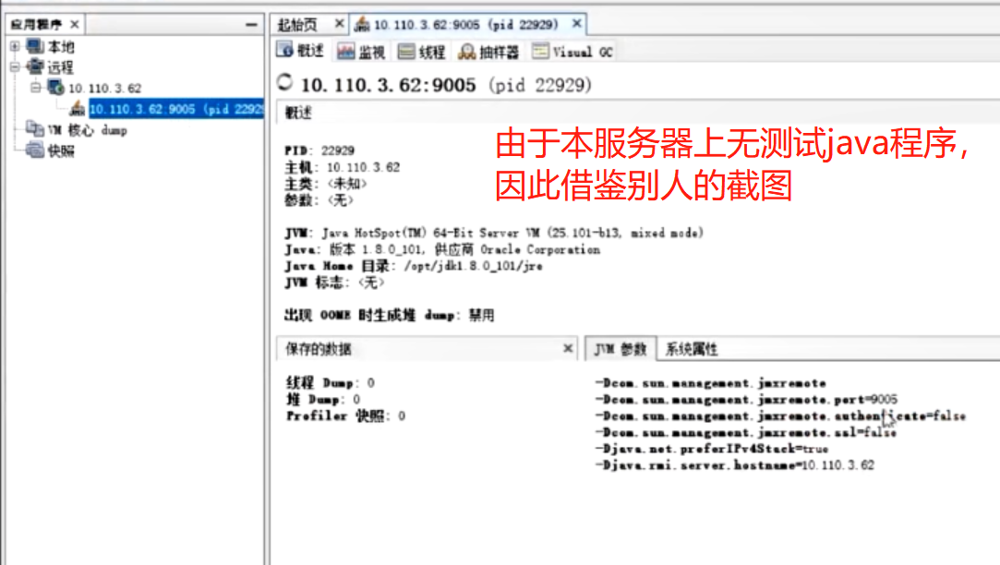 应用程序
起始页
10.110.3.62:9005 (pid 22929)
本地
远程
10.110.3.62
10.110.3.62:9005 (pid 2292
VM 核心 dump
快照
概述 监视 线程 抽样器 Visual GC
10.110.3.62:9005 (pid 22929)
概述
由于本服务器上无测试java程序,
因此借鉴别人的截图
PID: 22929
主机: 10.110.3.62
主类: <未知>
参数: <无>
JVM: Java HotSpot(TM) 64-Bit Server VM (25.101-b13, mixed mode)
Java: 版本 1.8.0_101, 供应商 Oracle Corporation
Java Home 目录: /opt/jdk1.8.0_101/jre
JVM 标志: <无>
出现 OOME 时生成堆 dump: 禁用
保存的数据
线程 Dump: 0
堆 Dump: 0
Profiler 快照: 0
JVM 参数 系统属性
-Dcom.sun.management.jmxremote
-Dcom.sun.management.jmxremote.port=9005
-Dcom.sun.management.jmxremote.authenticate=false
-Dcom.sun.management.jmxremote.ssl=false
-Djava.net.preferIPv4Stack=true
-Djava.rmi.server.hostname=10.110.3.62